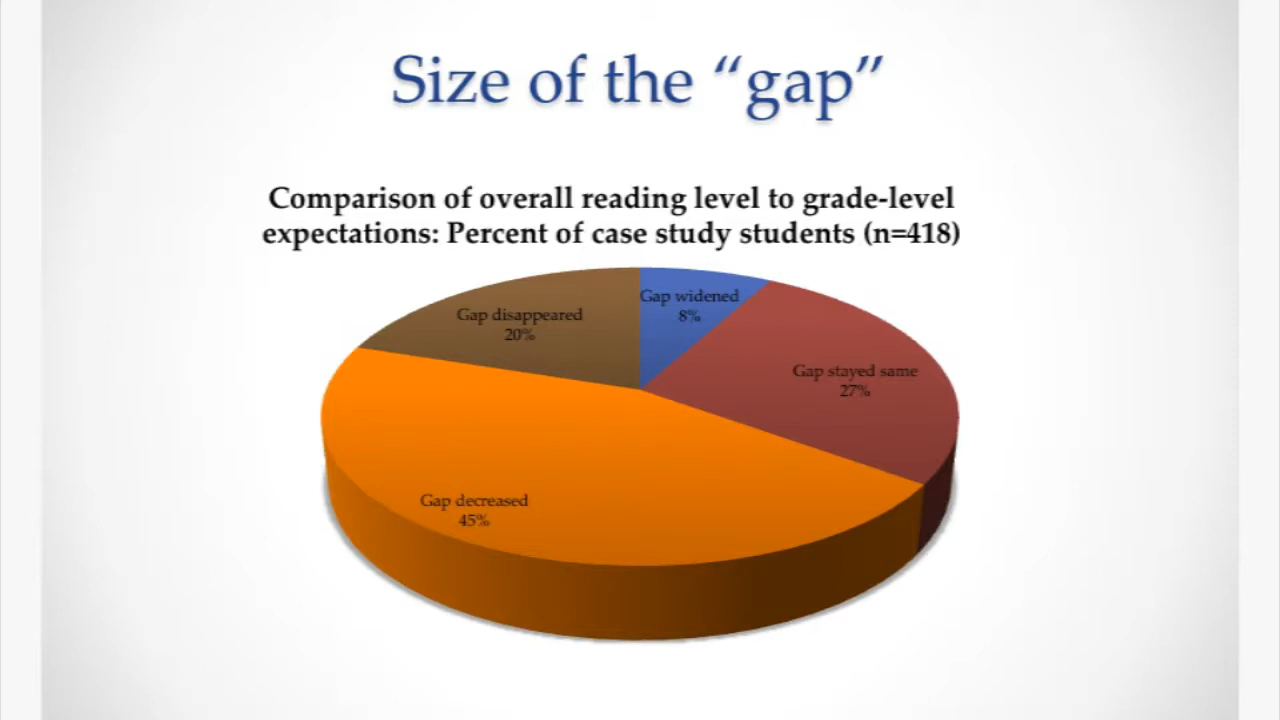 Size of the “gap”
Comparison of overall reading level to grade-level
expectations: Percent of case study students (n=418)
Gap widened
8%
Gap disappeared
20%
Gap stayed same
27%
Gap decreased
45%